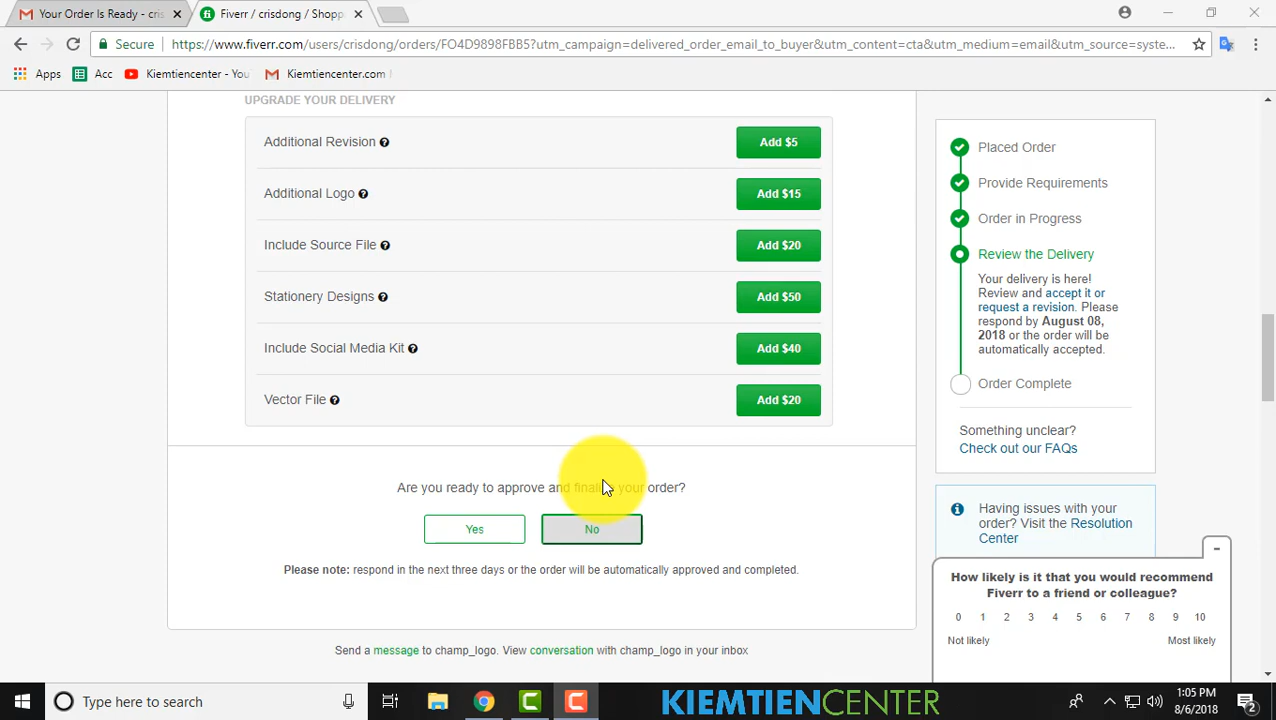 Your Order Is Ready - cris
Fiverr / crisdong / Shopp
Secure
https://www.fiverr.com/users/crisdong/orders/FO4D9898FBBF?utm_campaign=delivered_order_email_to_buyer&utm_content=cta&utm_medium=email&utm_source=syste...
Apps
Acc
Kiemtiencenter - You
Kiemtiencenter.com
UPGRADE YOUR DELIVERY
Additional Revision
Add $5
Additional Logo
Add $15
Include Source File
Add $20
Stationery Designs
Add $50
Include Social Media Kit
Add $40
Vector File
Add $20
Are you ready to approve and finalize your order?
Yes
No
Please note: respond in the next three days or the order will be automatically approved and completed.
Send a message to champ_logo. View conversation with champ_logo in your inbox
Placed Order
Provide Requirements
Order in Progress
Review the Delivery
Your delivery is here!
Review and accept it or
request a revision. Please
respond by August 08,
2018 or the order will be
automatically accepted.
Order Complete
Something unclear?
Check out our FAQs
Having issues with your
order? Visit the Resolution
Center
How likely is it that you would recommend
Fiverr to a friend or colleague?
0 1 2 3 4 5 6 7 8 9 10
Not likely
Most likely
Type here to search
KIEMTIENCENTER
1:05 PM
8/6/2018
2